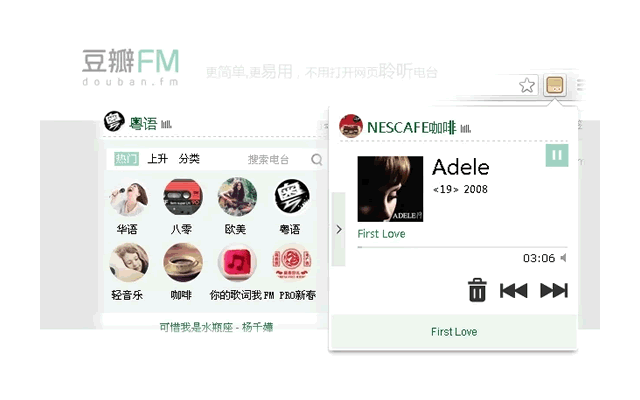 豆瓣FM
douban.fm
更简单,更易用，不用打开网页聆听电台
粤语
热门 上升 分类 搜索电台
华语 八零 欧美 粤语
轻音乐 咖啡 你的歌词我 FM PRO新春
可惜我是水瓶座 - 杨千嬅
NESCAFE咖啡
Adele
<19> 2008
ADELE19
First Love
03:06
First Love